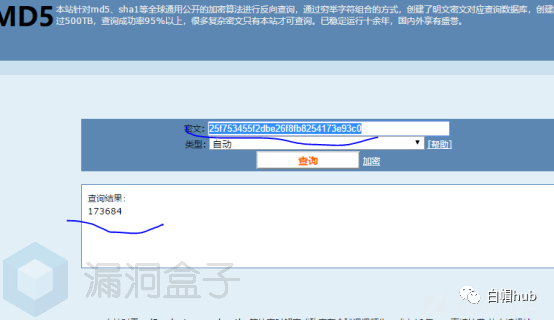 MD5
本站针对md5、sha1等全球通用公开的加密算法进行反向查询，通过穷举字符组合的方式，创建了明文密文对应查询数据库，创建
过500TB，查询成功率95%以上，很多复杂密文只有本站才可查询。已稳定运行十余年，国内外享有盛誉。
密文: 25f753455f2dbe26f8fb8254173e93c0
类型: 自动 [帮助]
查询 加密
查询结果:
173684
漏洞盒子
白帽hub